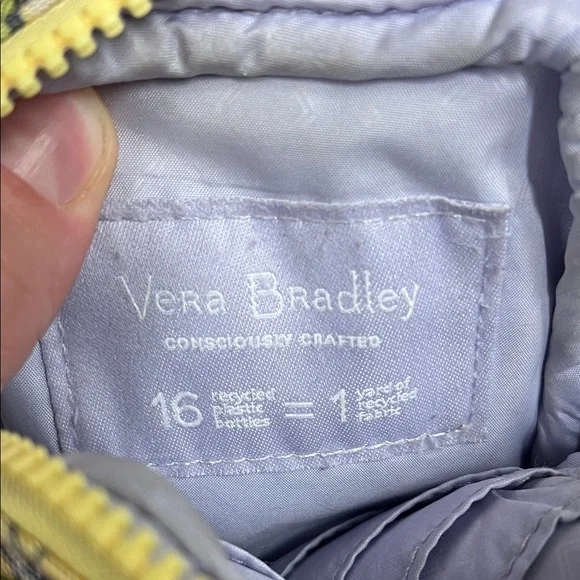 Vera Bradley
CONSCIOUSLY CRAFTED
16 recycled plastic bottles = 1 yard of recycled fabric